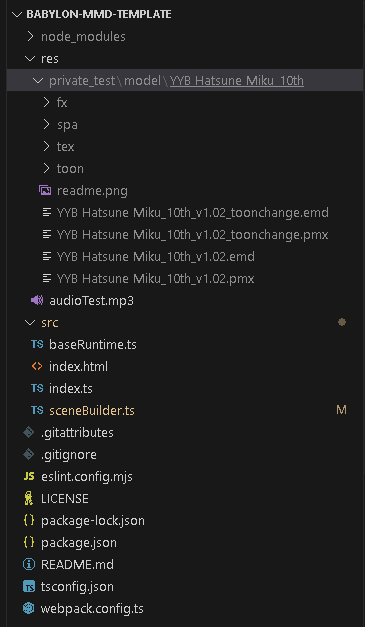 BABYLON-MMD-TEMPLATE
node_modules
res
private_test\model\YYB Hatsune Miku_10th
fx
spa
tex
toon
readme.png
YYB Hatsune Miku_10th_v1.02_toonchange.emd
YYB Hatsune Miku_10th_v1.02_toonchange.pmx
YYB Hatsune Miku_10th_v1.02.emd
YYB Hatsune Miku_10th_v1.02.pmx
audioTest.mp3
src
TS baseRuntime.ts
<> index.html
TS index.ts
TS sceneBuilder.ts M
.gitattributes
.gitignore
JS eslint.config.mjs
LICENSE
{} package-lock.json
{} package.json
README.md
TS tsconfig.json
webpack.config.ts